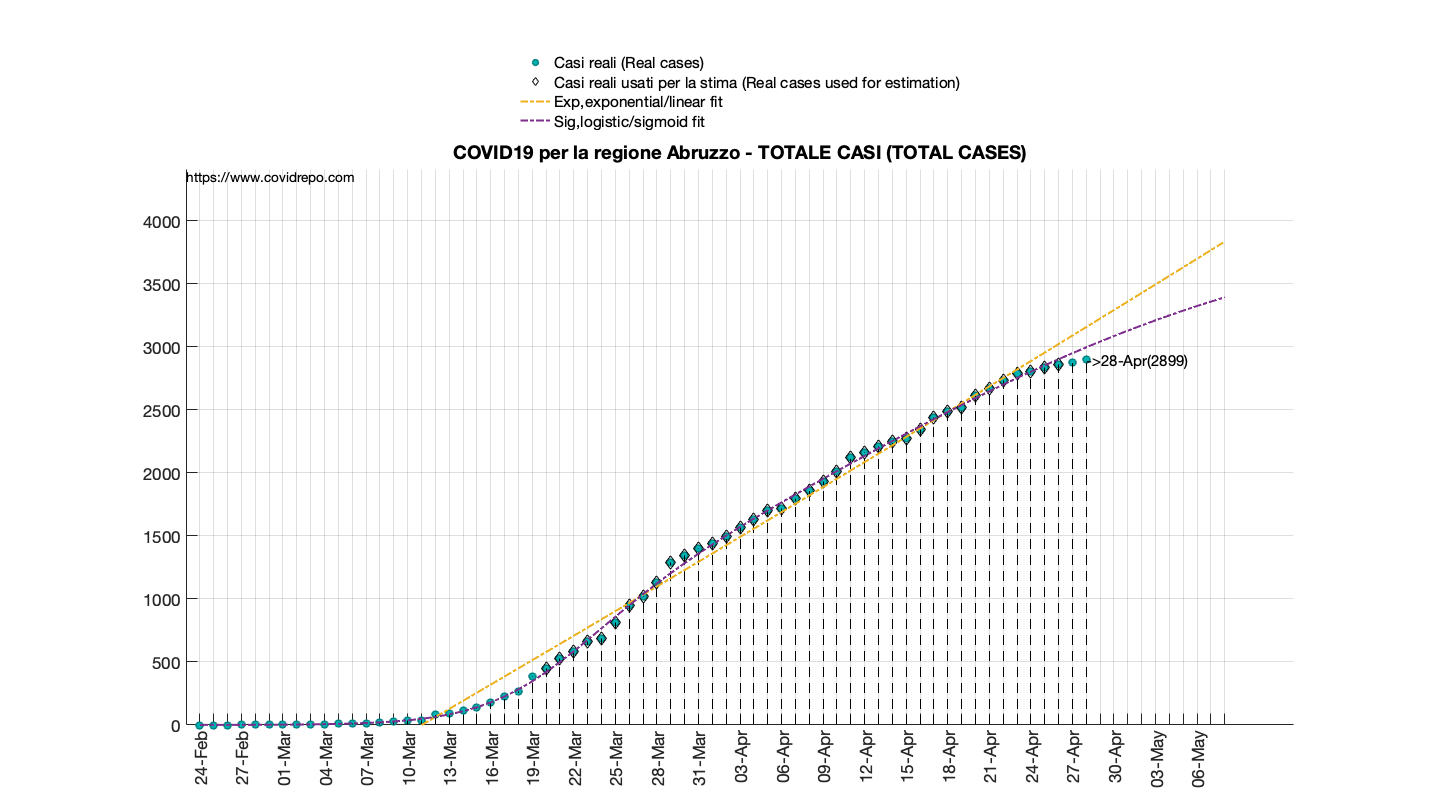 Casi reali (Real cases)
Casi reali usati per la stima (Real cases used for estimation)
Exp,exponential/linear fit
Sig,logistic/sigmoid fit
COVID19 per la regione Abruzzo - TOTALE CASI (TOTAL CASES)
https://www.covidrepo.com
4000
3500
3000
2500
2000
1500
1000
500
0
>28-Apr(2899)
24-Feb
27-Feb
01-Mar
04-Mar
07-Mar
10-Mar
13-Mar
16-Mar
19-Mar
22-Mar
25-Mar
28-Mar
31-Mar
03-Apr
06-Apr
09-Apr
12-Apr
15-Apr
18-Apr
21-Apr
24-Apr
27-Apr
30-Apr
03-May
06-May